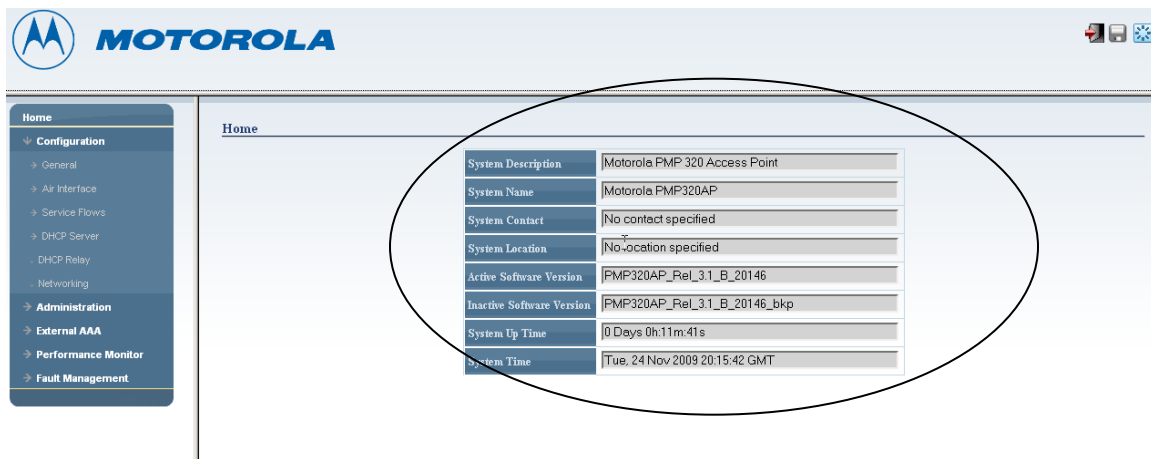 MOTOROLA
Home
Configuration
General
Air Interface
Service Flows
DHCP Server
DHCP Relay
Networking
Administration
External AAA
Performance Monitor
Fault Management
Home
System Description Motorola PMP 320 Access Point
System Name Motorola PMP320AP
System Contact No contact specified
System Location No location specified
Active Software Version PMP320AP_Rel_3.1_B_20146
Inactive Software Version PMP320AP_Rel_3.1_B_20146_bkp
System Up Time 0 Days 0h:11m:41s
System Time Tue, 24 Nov 2009 20:15:42 GMT